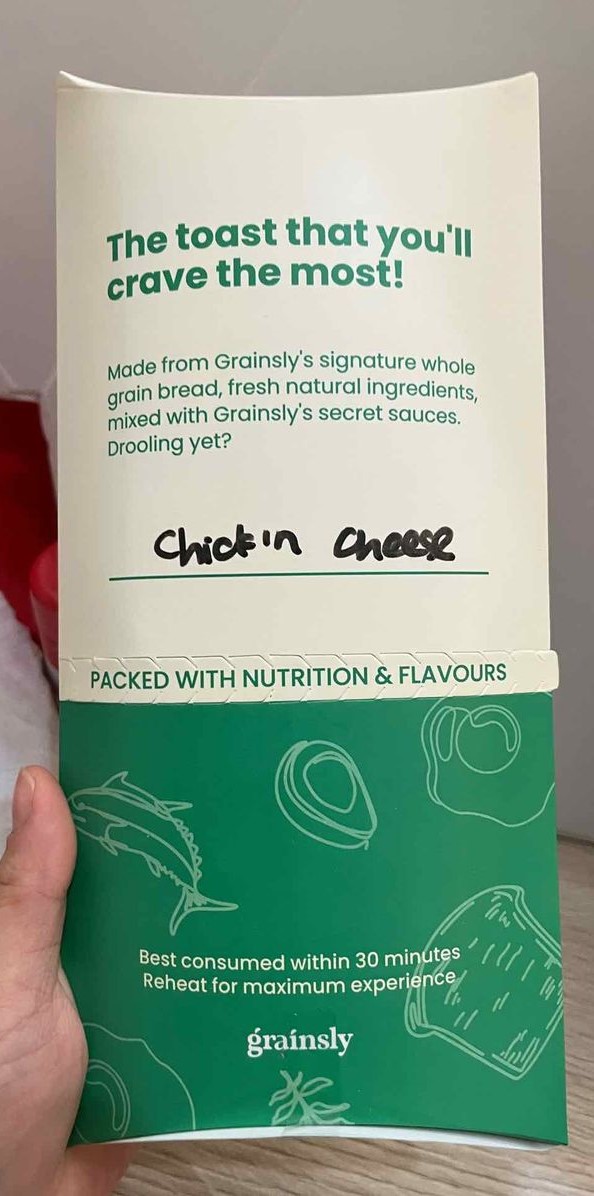 The toast that you'll
crave the most!
Made from Grainsly's signature whole
grain bread, fresh natural ingredients,
mixed with Grainsly's secret sauces.
Drooling yet?
Chickin Cheese
PACKED WITH NUTRITION & FLAVOURS
Best consumed within 30 minutes
Reheat for maximum experience
grainsly